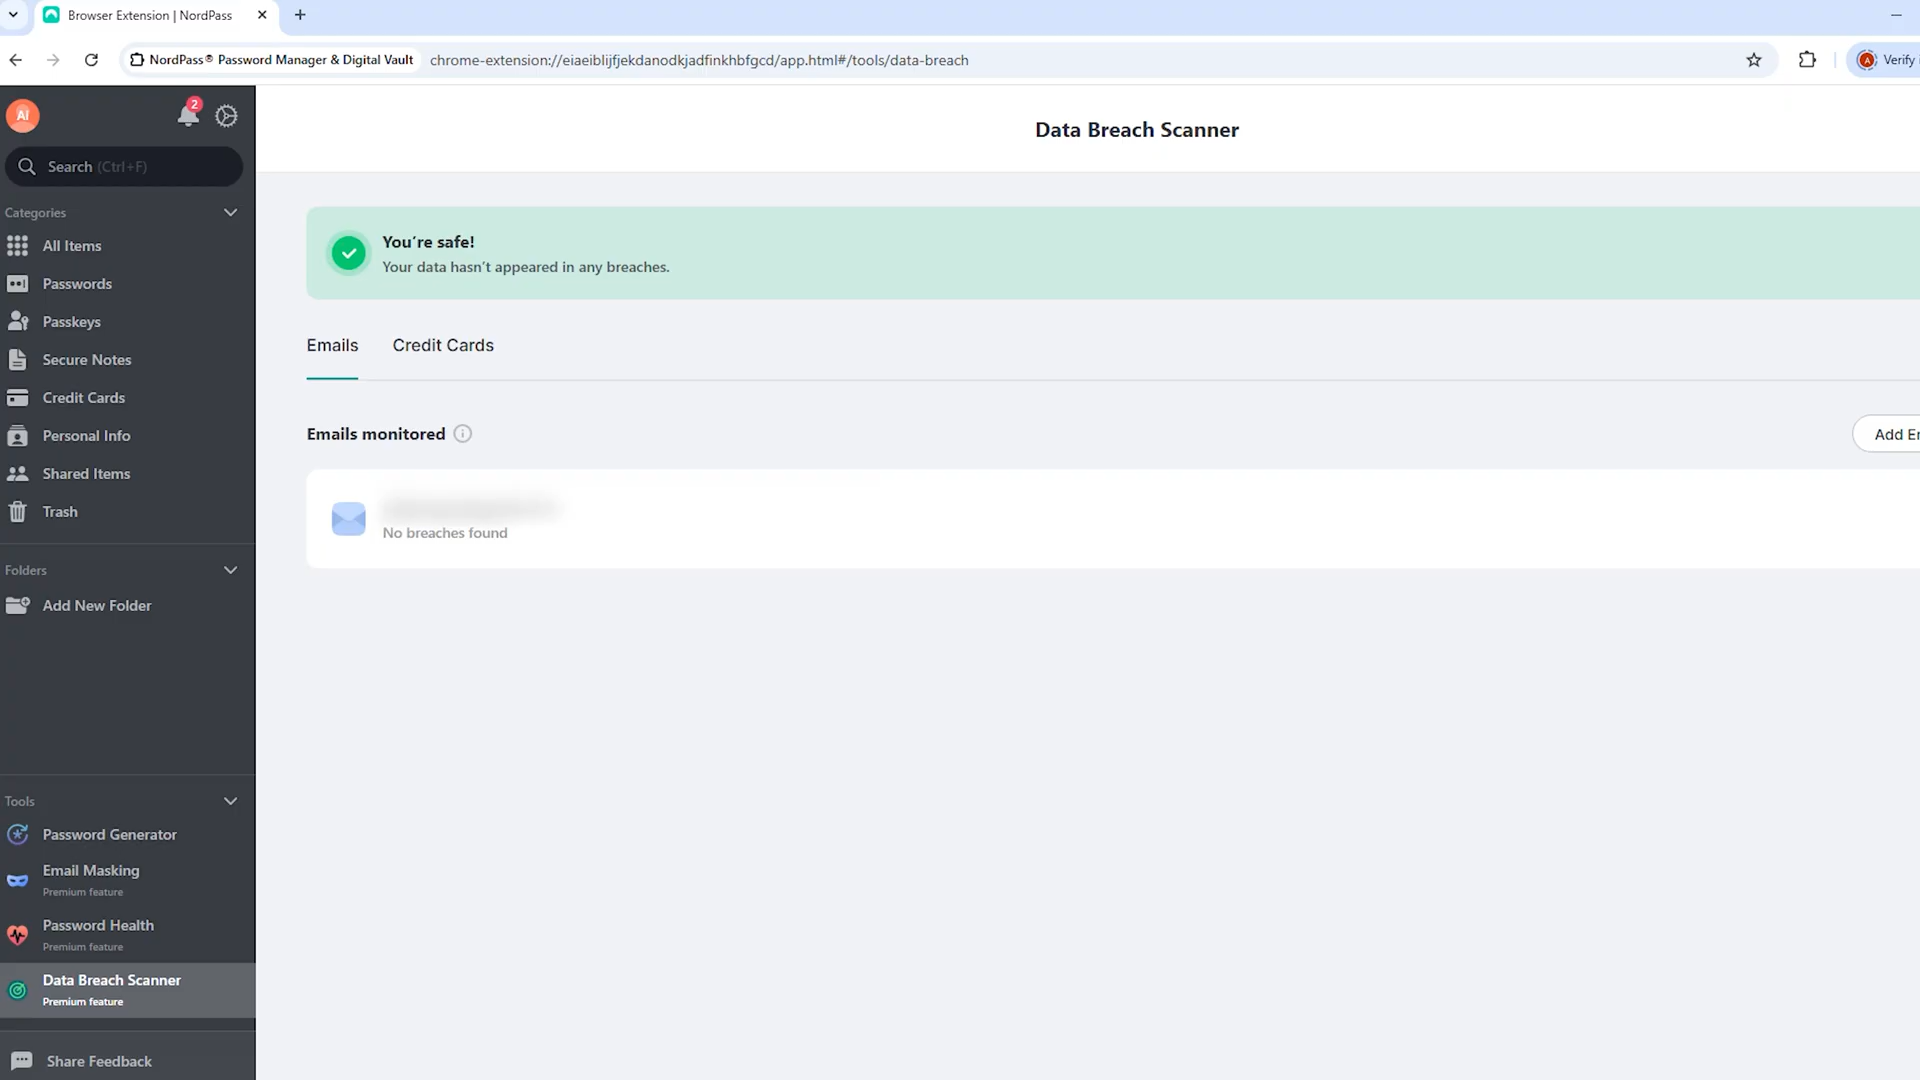 Browser Extension | NordPass
NordPass® Password Manager & Digital Vault
chrome-extension://eiaeiblijfjekdanodkjadfinkhbfgcd/app.html#/tools/data-breach
Verify
AI
2
Search (Ctrl+F)
Categories
All Items
Passwords
Passkeys
Secure Notes
Credit Cards
Personal Info
Shared Items
Trash
Folders
Add New Folder
Tools
Password Generator
Email Masking
Premium feature
Password Health
Premium feature
Data Breach Scanner
Premium feature
Share Feedback
Data Breach Scanner
You're safe!
Your data hasn't appeared in any breaches.
Emails
Credit Cards
Emails monitored
Add
No breaches found